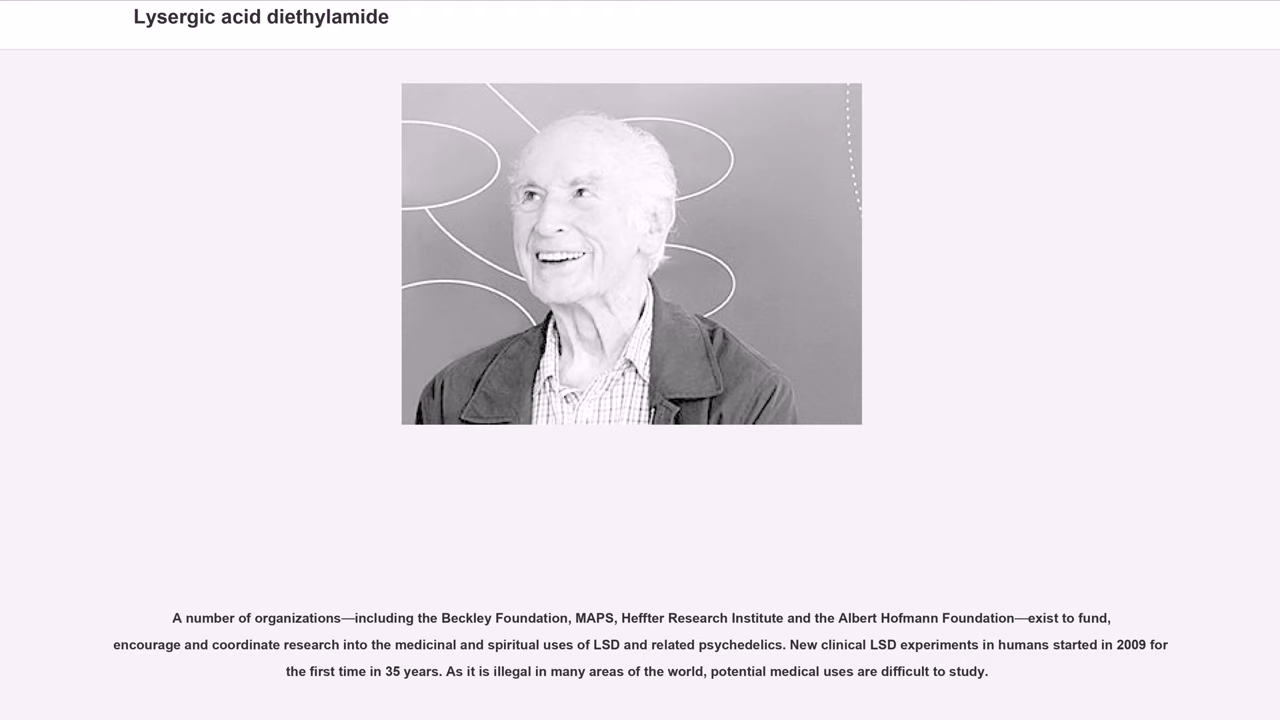 Lysergic acid diethylamide
A number of organizations—including the Beckley Foundation, MAPS, Heffter Research Institute and the Albert Hofmann Foundation—exist to fund,
encourage and coordinate research into the medicinal and spiritual uses of LSD and related psychedelics. New clinical LSD experiments in humans started in 2009 for
the first time in 35 years. As it is illegal in many areas of the world, potential medical uses are difficult to study.